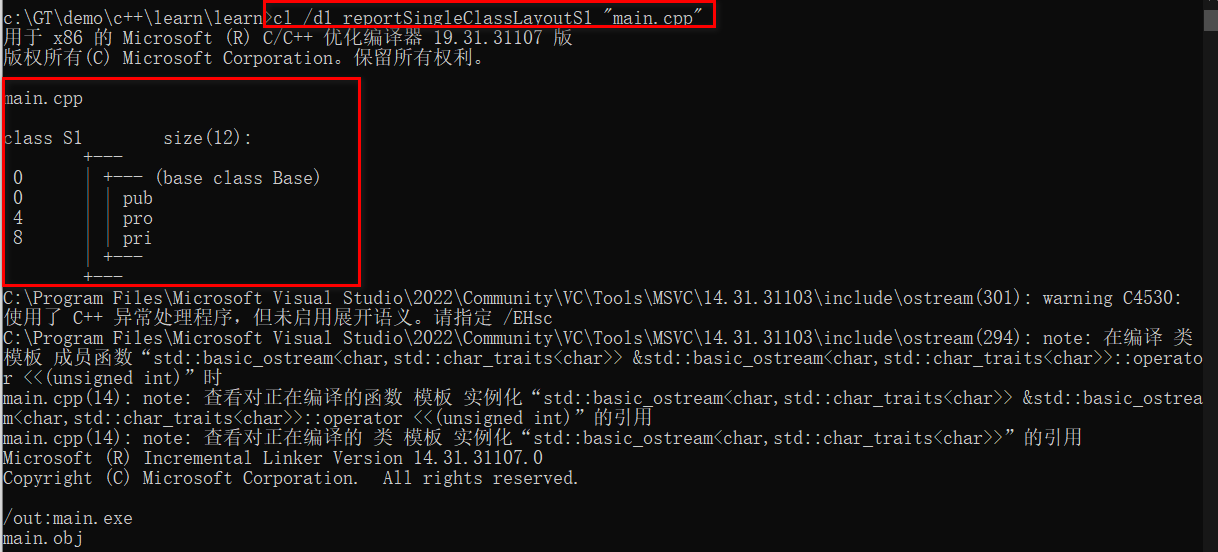 c:\GT\demo\c++\learn\learn>cl /d1 reportSingleClassLayoutS1 "main.cpp"
用于 x86 的 Microsoft (R) C/C++ 优化编译器 19.31.31107 版
版权所有(C) Microsoft Corporation。保留所有权利。
main.cpp
class S1 size(12):
+---
0 | +--- (base class Base)
0 | | pub
4 | | pro
8 | | pri
| +---
+---
C:\Program Files\Microsoft Visual Studio\2022\Community\VC\Tools\MSVC\14.31.31103\include\ostream(301): warning C4530:
使用了 C++ 异常处理程序，但未启用展开语义。请指定 /EHsc
C:\Program Files\Microsoft Visual Studio\2022\Community\VC\Tools\MSVC\14.31.31103\include\ostream(294): note: 在编译 类
模板 成员函数“std::basic_ostream<char,std::char_traits<char>> &std::basic_ostream<char,std::char_traits<char>>::operato
r <<(unsigned int)”时
main.cpp(14): note: 查看对正在编译的函数 模板 实例化“std::basic_ostream<char,std::char_traits<char>> &std::basic_ostrea
m<char,std::char_traits<char>>::operator <<(unsigned int)”的引用
main.cpp(14): note: 查看对正在编译的 类 模板 实例化“std::basic_ostream<char,std::char_traits<char>>”的引用
Microsoft (R) Incremental Linker Version 14.31.31107.0
Copyright (C) Microsoft Corporation.  All rights reserved.
/out:main.exe
main.obj